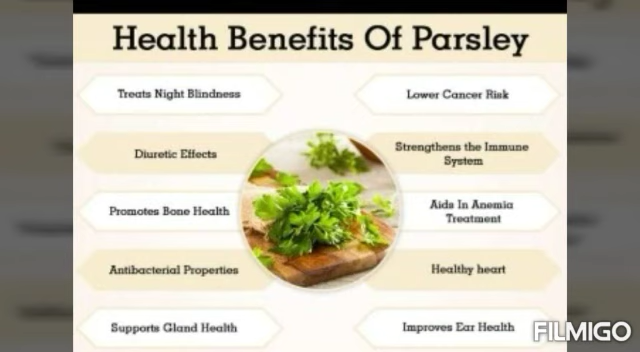 Health Benefits Of Parsley
Treats Night Blindness
Lower Cancer Risk
Diuretic Effects
Strengthens the Immune
System
Promotes Bone Health
Aids In Anemia
Treatment
Antibacterial Properties
Healthy heart
Supports Gland Health
Improves Ear Health
FILMIGO